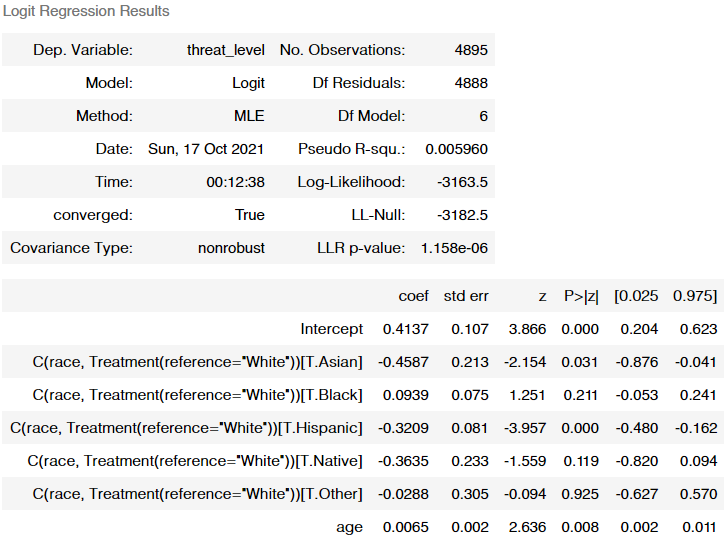 Logit Regression Results
Dep. Variable: threat_level No. Observations: 4895
Model: Logit Df Residuals: 4888
Method: MLE Df Model: 6
Date: Sun, 17 Oct 2021 Pseudo R-squ.: 0.005960
Time: 00:12:38 Log-Likelihood: -3163.5
converged: True LL-Null: -3182.5
Covariance Type: nonrobust LLR p-value: 1.158e-06
coef std err z P>|z| [0.025 0.975]
Intercept 0.4137 0.107 3.866 0.000 0.204 0.623
C(race, Treatment(reference="White"))[T.Asian] -0.4587 0.213 -2.154 0.031 -0.876 -0.041
C(race, Treatment(reference="White"))[T.Black] 0.0939 0.075 1.251 0.211 -0.053 0.241
C(race, Treatment(reference="White"))[T.Hispanic] -0.3209 0.081 -3.957 0.000 -0.480 -0.162
C(race, Treatment(reference="White"))[T.Native] -0.3635 0.233 -1.559 0.119 -0.820 0.094
C(race, Treatment(reference="White"))[T.Other] -0.0288 0.305 -0.094 0.925 -0.627 0.570
age 0.0065 0.002 2.636 0.008 0.002 0.011